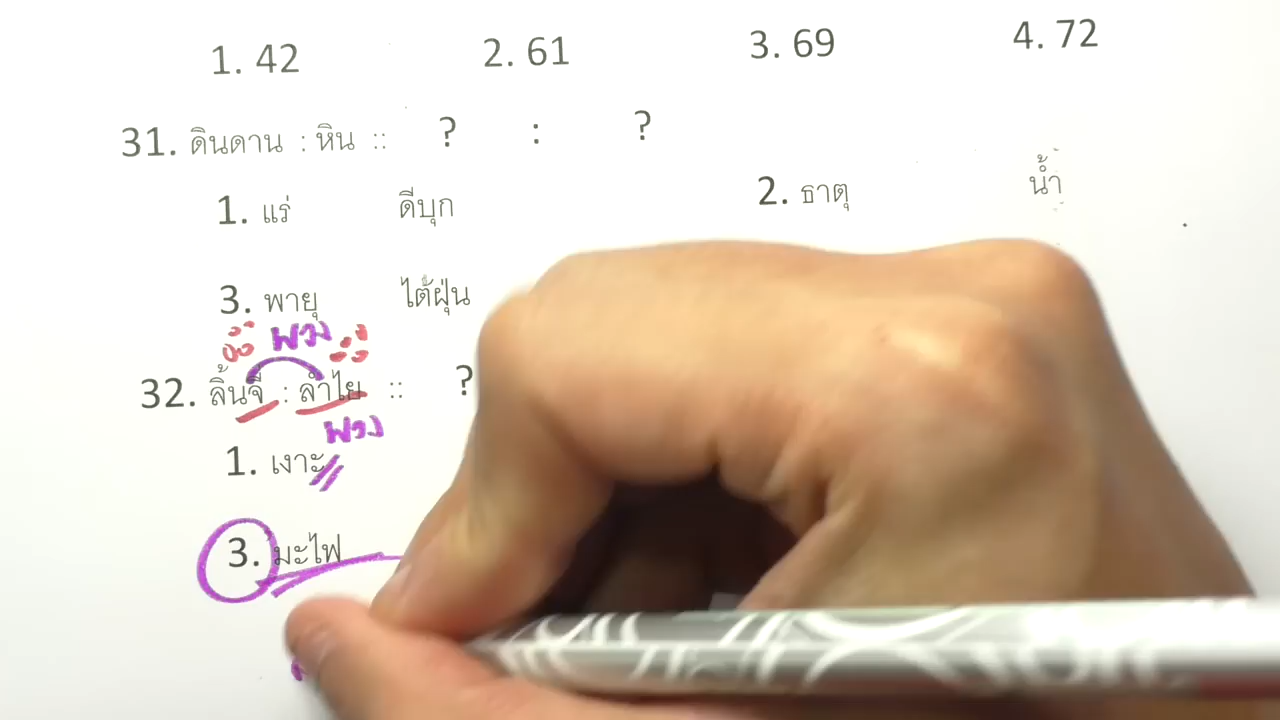 1. 42 2. 61 3. 69 4. 72
31. ดินดาน : หิน :: ? : ?
1. แร่ ดีบุก 2. ธาตุ น้ำ
3. พายุ ไต้ฝุ่น
พวง
32. ลิ้นจี่ : ลำไย :: ?
พวง
1. เงาะ
3. มะไฟ